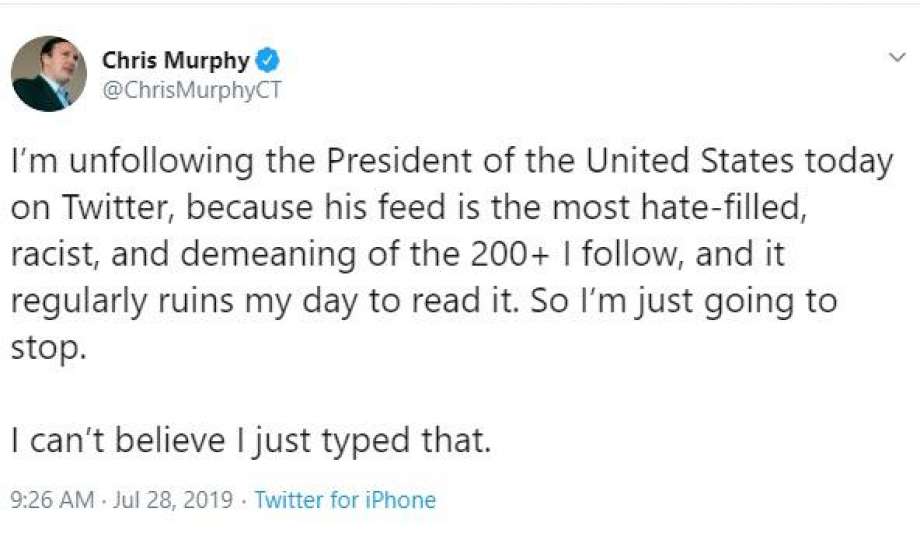 Chris Murphy
@ChrisMurphyCT
I'm unfollowing the President of the United States today
on Twitter, because his feed is the most hate-filled,
racist, and demeaning of the 200+ I follow, and it
regularly ruins my day to read it. So I'm just going to
stop.
I can't believe I just typed that.
9:26 AM · Jul 28, 2019 · Twitter for iPhone